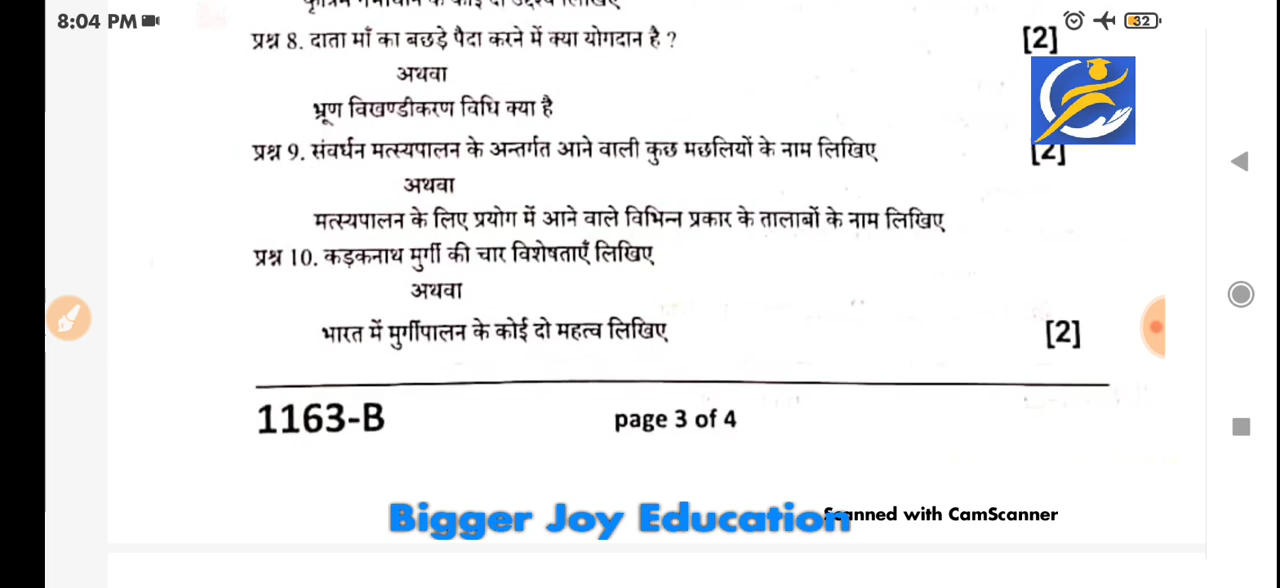 8:04 PM
32
प्रश्न 8. दाता माँ का बछड़े पैदा करने में क्या योगदान है ? [2]
अथवा
भ्रूण विखण्डीकरण विधि क्या है
प्रश्न 9. संवर्धन मत्स्यपालन के अन्तर्गत आने वाली कुछ मछलियों के नाम लिखिए [2]
अथवा
मत्स्यपालन के लिए प्रयोग में आने वाले विभिन्न प्रकार के तालाबों के नाम लिखिए
प्रश्न 10. कड़कनाथ मुर्गी की चार विशेषताएँ लिखिए
अथवा
भारत में मुर्गीपालन के कोई दो महत्व लिखिए [2]
1163-B page 3 of 4
Bigger Joy Education
Scanned with CamScanner